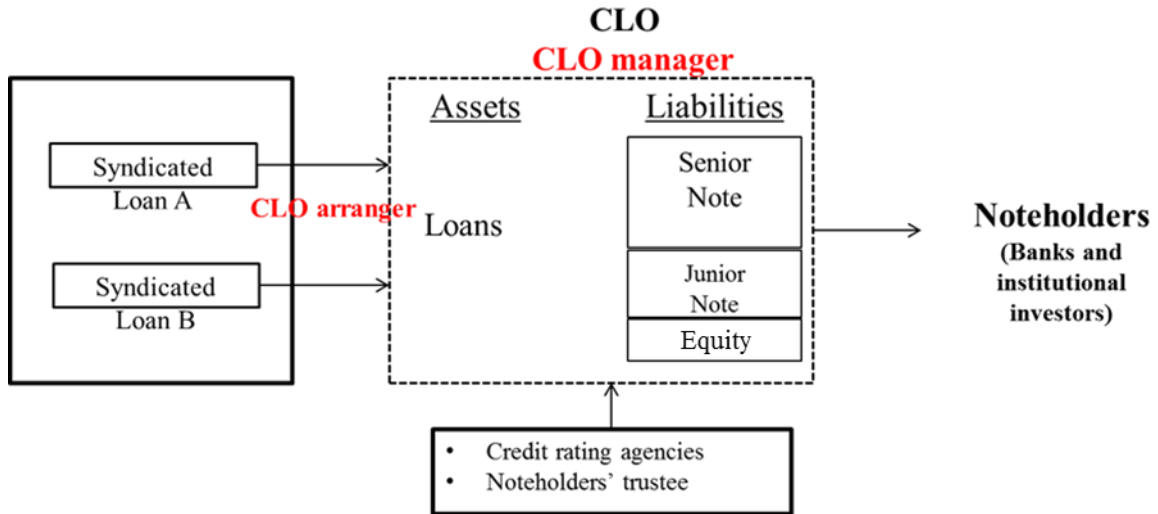 CLO
CLO manager
Assets
Liabilities
Syndicated
Loan A
CLO arranger
Loans
Syndicated
Loan B
Senior
Note
Junior
Note
Equity
Noteholders
(Banks and
institutional
investors)
• Credit rating agencies
• Noteholders’ trustee